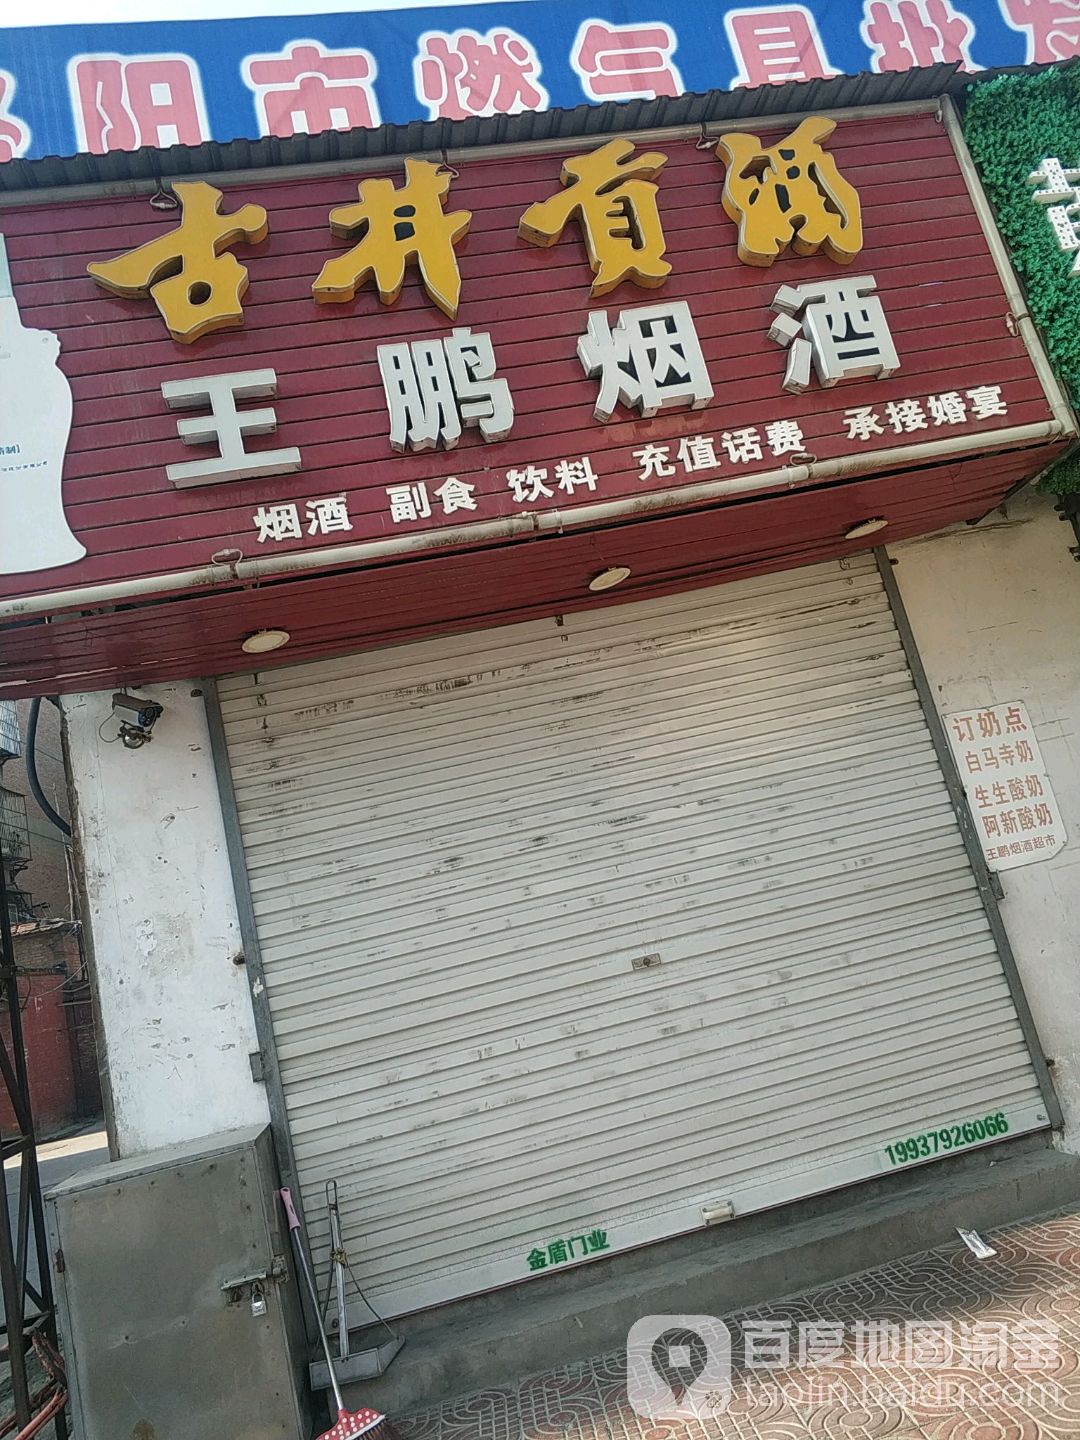 阳市燃气具批发
古井贡酒
王鹏烟酒
烟酒 副食 饮料 充值话费 承接婚宴
订奶点
白马寺奶
生生酸奶
阿新酸奶
王鹏烟酒超市
19937926066
金盾门业
百度地图淘金
taojin.baidu.com